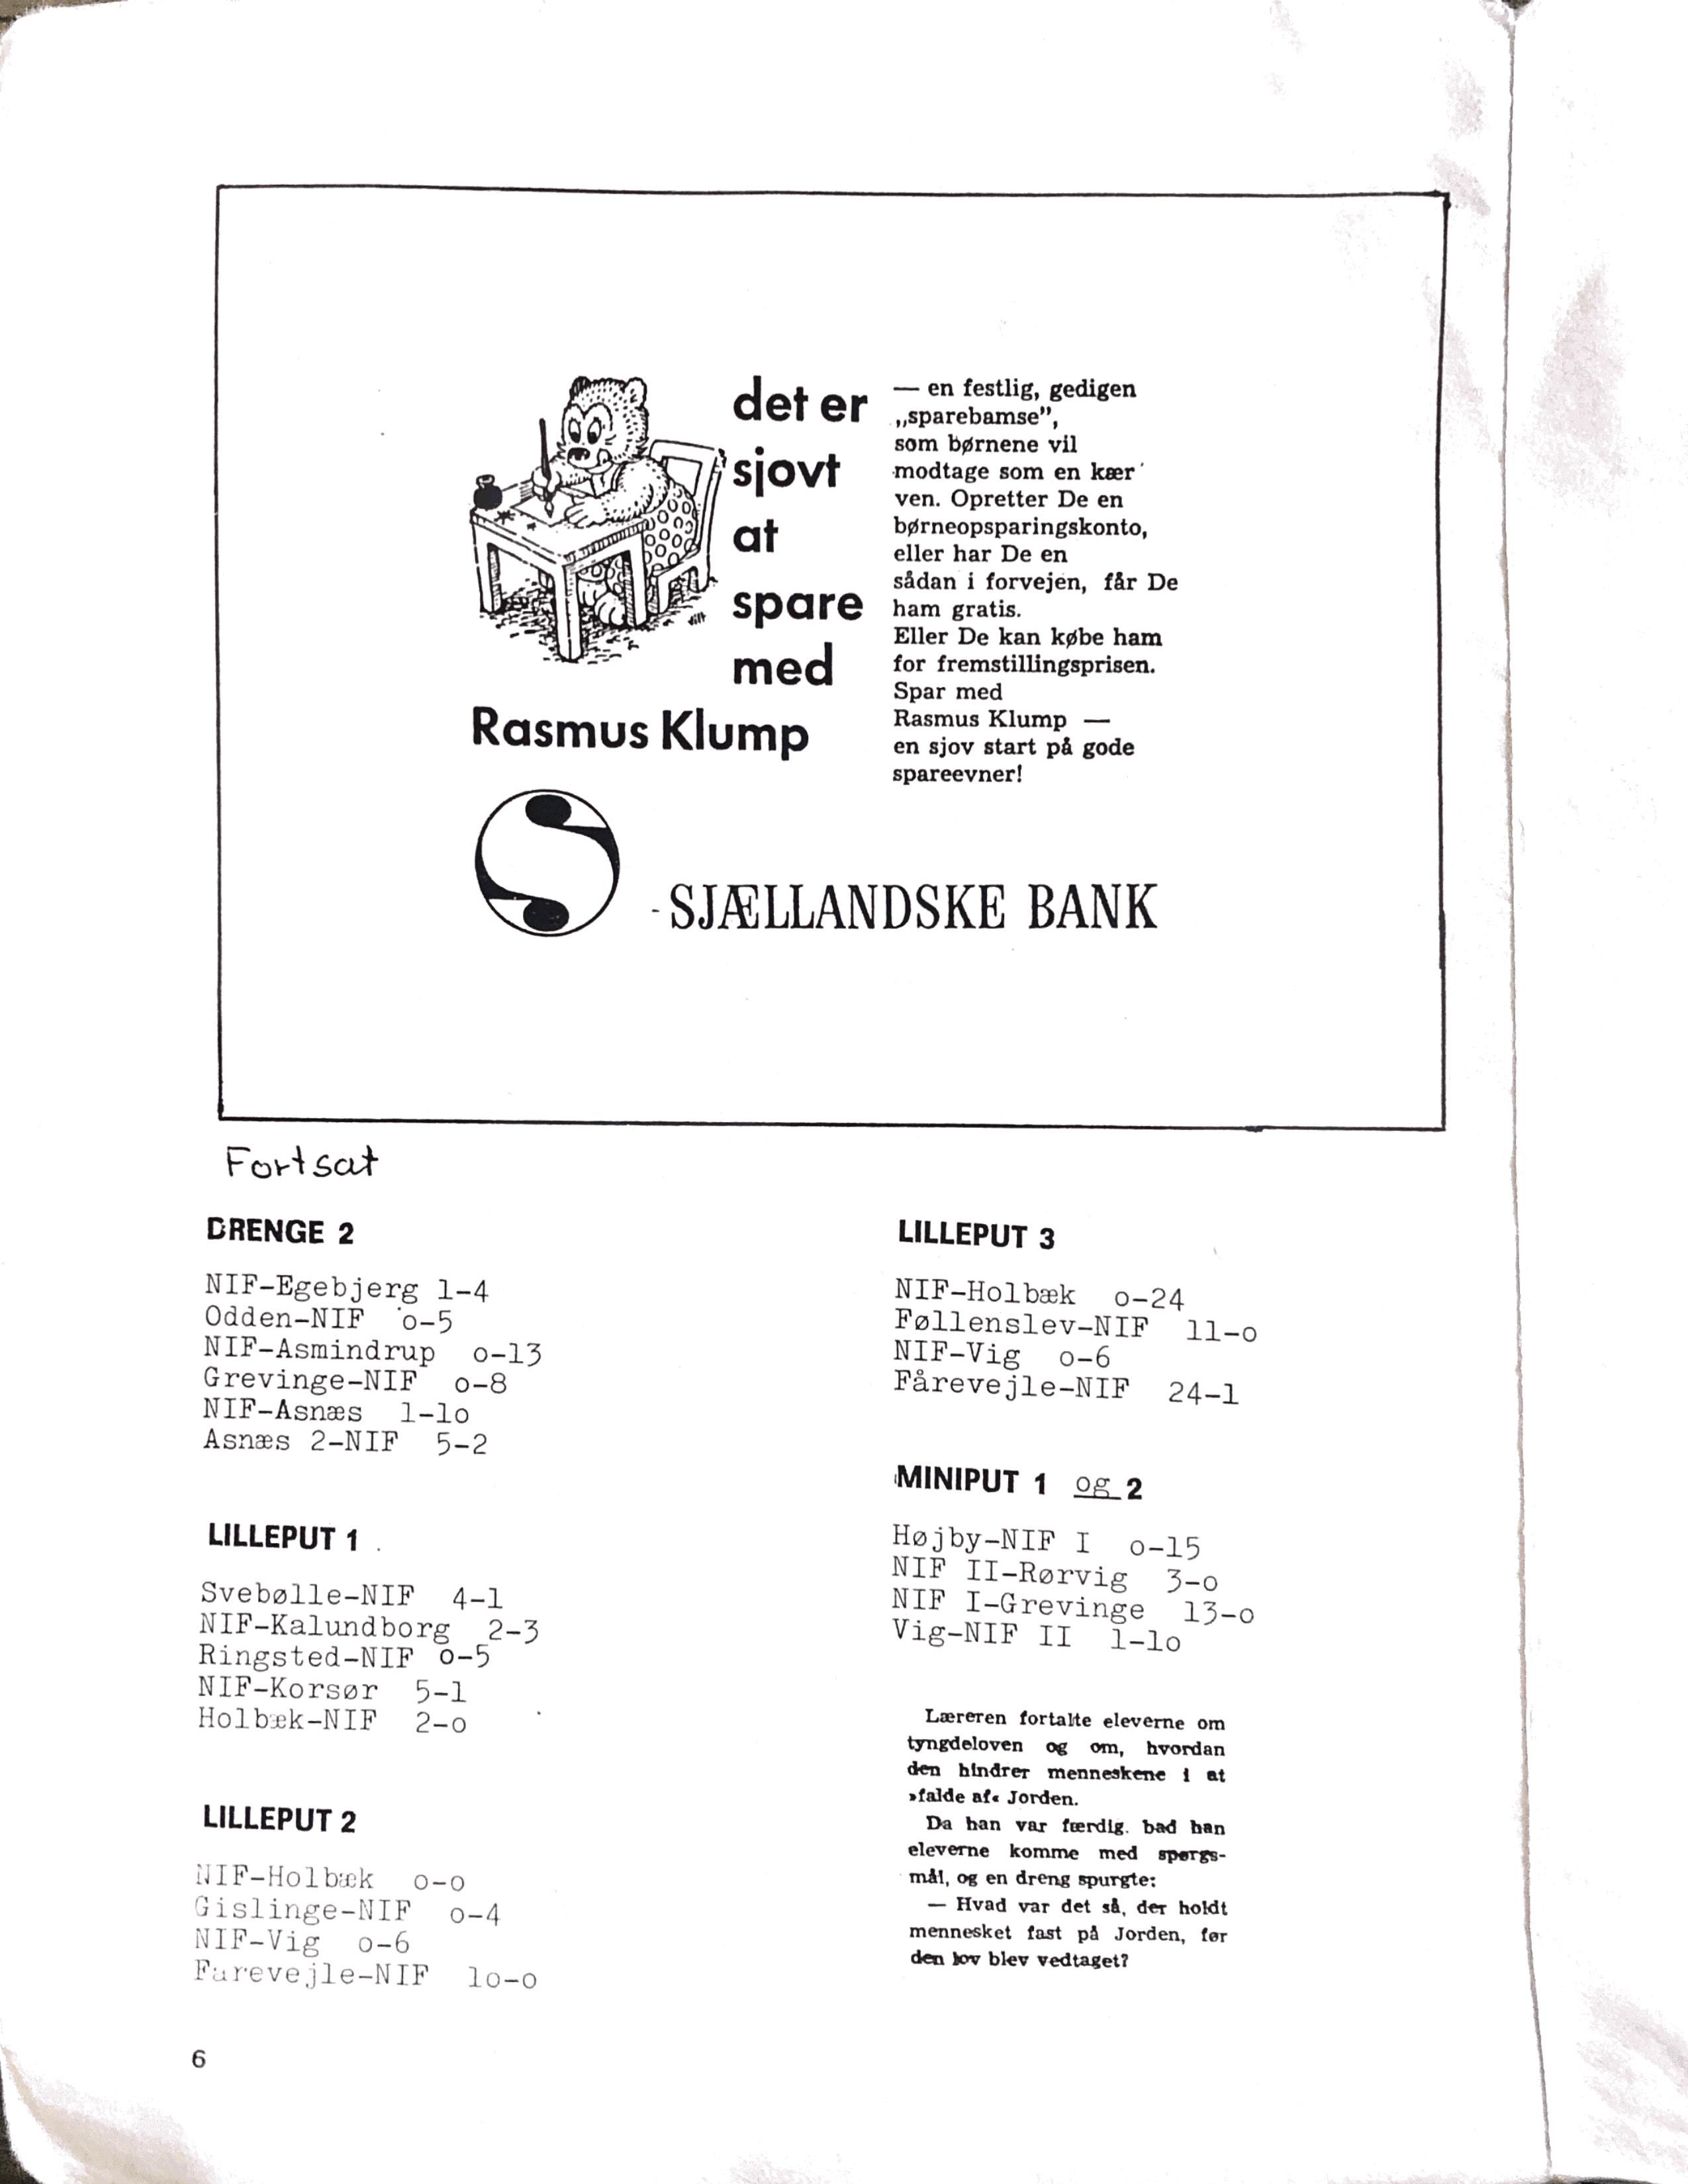 det er
sjovt
at
spare
med
Rasmus Klump
— en festlig, gedigen
„sparebamse”,
som børnene vil
modtage som en kær
ven. Opretter De en
børneopsparingskonto,
eller har De en
sådan i forvejen, får De
ham gratis.
Eller De kan købe ham
for fremstillingsprisen.
Spar med
Rasmus Klump —
en sjov start på gode
spareevner!
S
- SJÆLLANDSKE BANK
Fortsat
DRENGE 2
NIF-Egebjerg 1-4
Odden-NIF o-5
NIF-Asmindrup o-13
Grevinge-NIF o-8
NIF-Asnæs 1-1o
Asnæs 2-NIF 5-2
LILLEPUT 1
Svebølle-NIF 4-1
NIF-Kalundborg 2-3
Ringsted-NIF o-5
NIF-Korsør 5-1
Holbæk-NIF 2-o
LILLEPUT 2
NIF-Holbæk o-o
Gislinge-NIF o-4
NIF-Vig o-6
Farevejle-NIF 1o-o
LILLEPUT 3
NIF-Holbæk o-24
Føllenslev-NIF 11-o
NIF-Vig o-6
Fårevejle-NIF 24-1
MINIPUT 1 og 2
Højby-NIF I o-15
NIF II-Rørvig 3-o
NIF I-Grevinge 13-o
Vig-NIF II 1-1o
Læreren fortalte eleverne om
tyngdeloven og om, hvordan
den hindrer menneskene i at
»falde af« Jorden.
Da han var færdig. bad han
eleverne komme med spørgs-
mål, og en dreng spurgte:
— Hvad var det så, der holdt
mennesket fast på Jorden, før
den lov blev vedtaget?
6